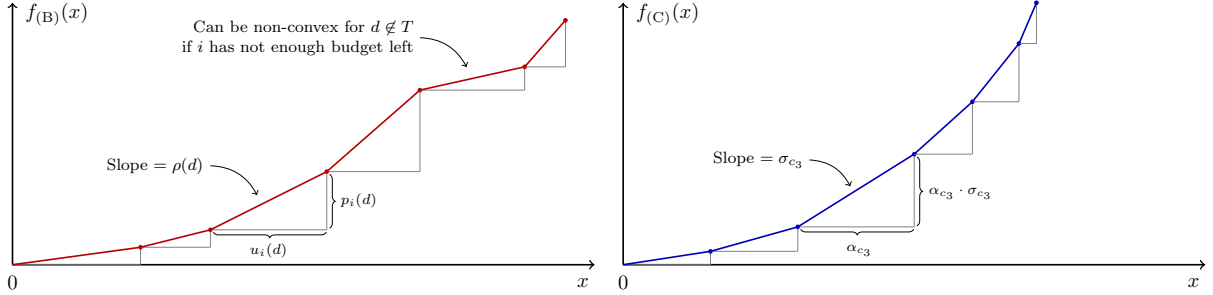 f_(B)(x)
Can be non-convex for d ∉ T
if i has not enough budget left
Slope = ρ(d)
p_i(d)
u_i(d)
0
x
f_(C)(x)
Slope = σ_{c_3}
α_{c_3} · σ_{c_3}
α_{c_3}
0
x